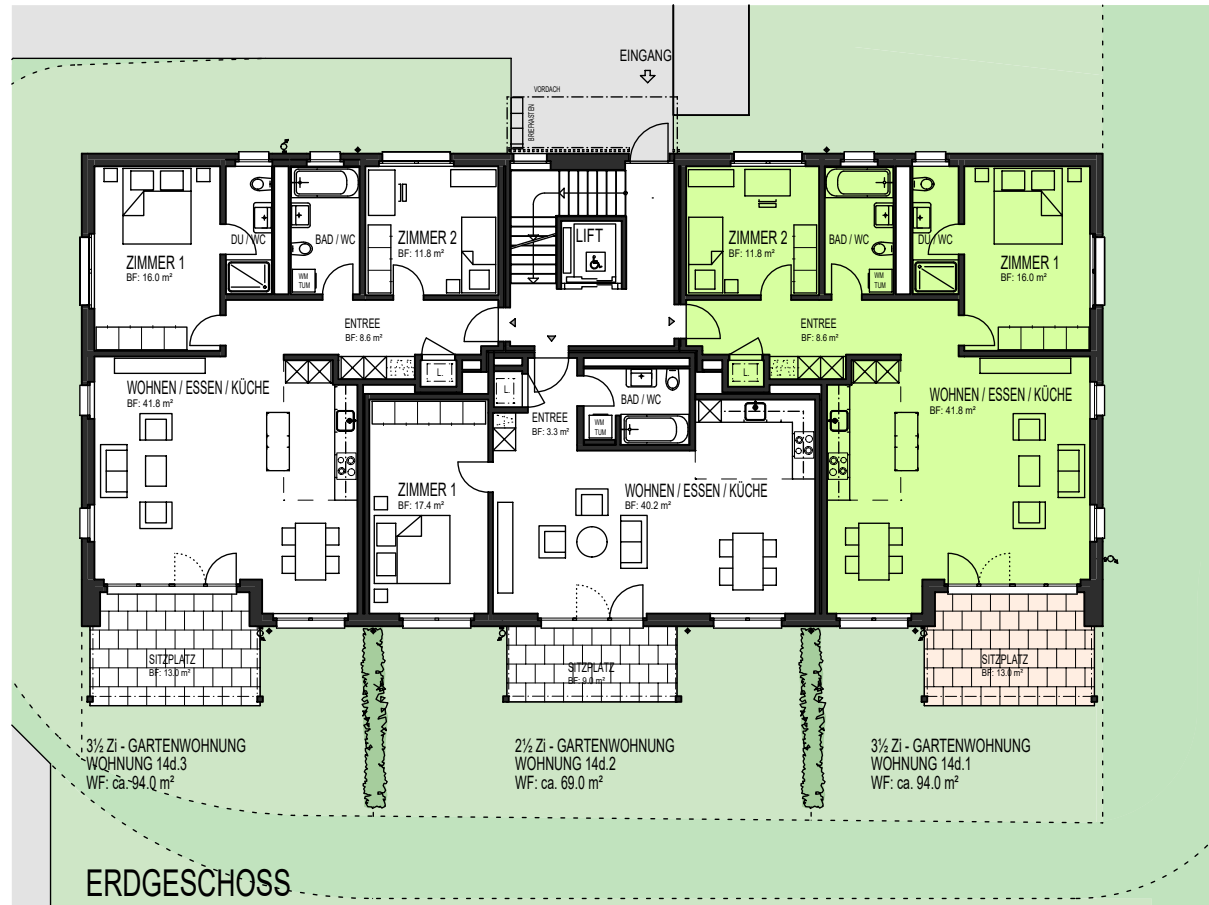 EINGANG
VORDACH
BRIEFKASTEN
ZIMMER 1
BF: 16.0 m²
DU / WC
BAD / WC
WM
TUM
ZIMMER 2
BF: 11.8 m²
LIFT
ZIMMER 2
BF: 11.8 m²
BAD / WC
WM
TUM
DU / WC
ZIMMER 1
BF: 16.0 m²
ENTREE
BF: 8.6 m²
L.
ENTREE
BF: 8.6 m²
L.
WOHNEN / ESSEN / KÜCHE
BF: 41.8 m²
L.
ENTREE
BF: 3.3 m²
BAD / WC
WM
TUM
WOHNEN / ESSEN / KÜCHE
BF: 41.8 m²
ZIMMER 1
BF: 17.4 m²
WOHNEN / ESSEN / KÜCHE
BF: 40.2 m²
SITZPLATZ
BF: 13.0 m²
SITZPLATZ
BF: 9.0 m²
SITZPLATZ
BF: 13.0 m²
3½ Zi - GARTENWOHNUNG
WOHNUNG 14d.3
WF: ca. 94.0 m²
2½ Zi - GARTENWOHNUNG
WOHNUNG 14d.2
WF: ca. 69.0 m²
3½ Zi - GARTENWOHNUNG
WOHNUNG 14d.1
WF: ca. 94.0 m²
ERDGESCHOSS